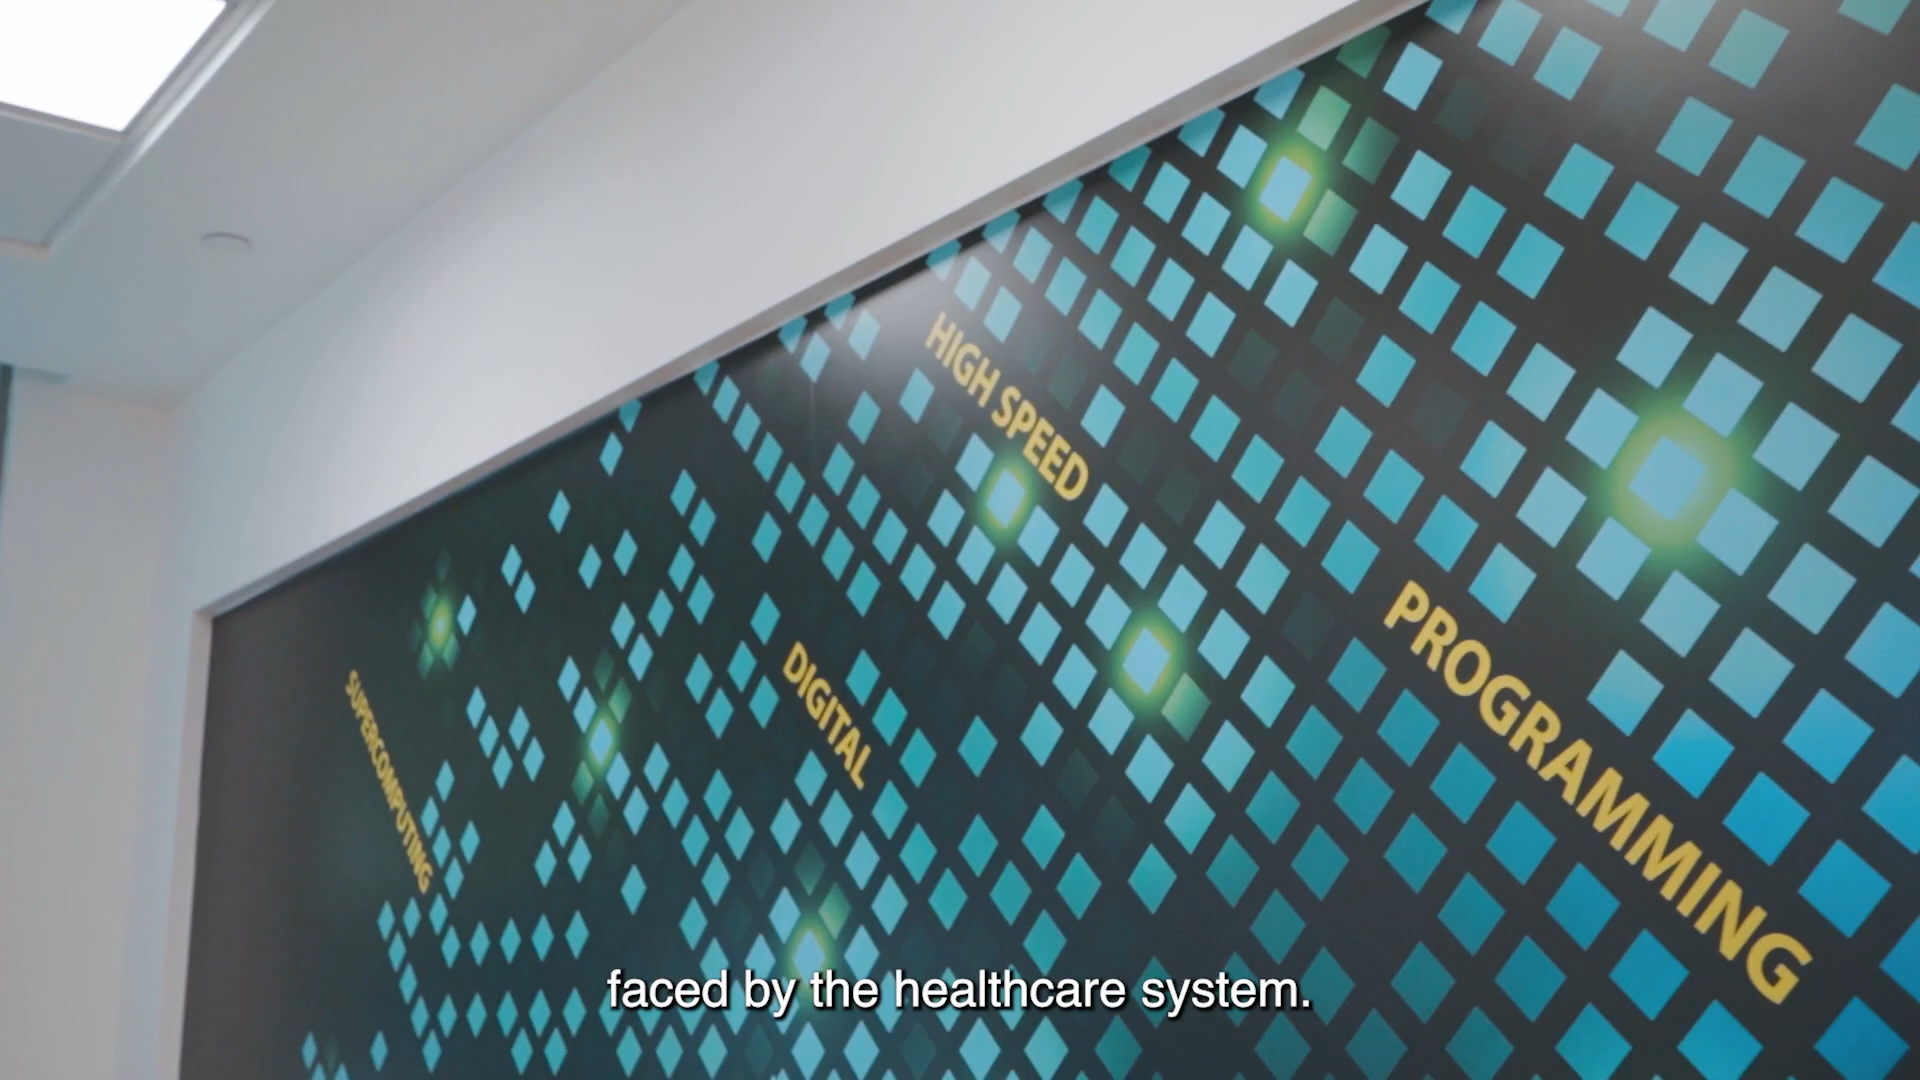 HIGH SPEED
PROGRAMMING
DIGITAL
SUPERCOMPUTING
faced by the healthcare system.